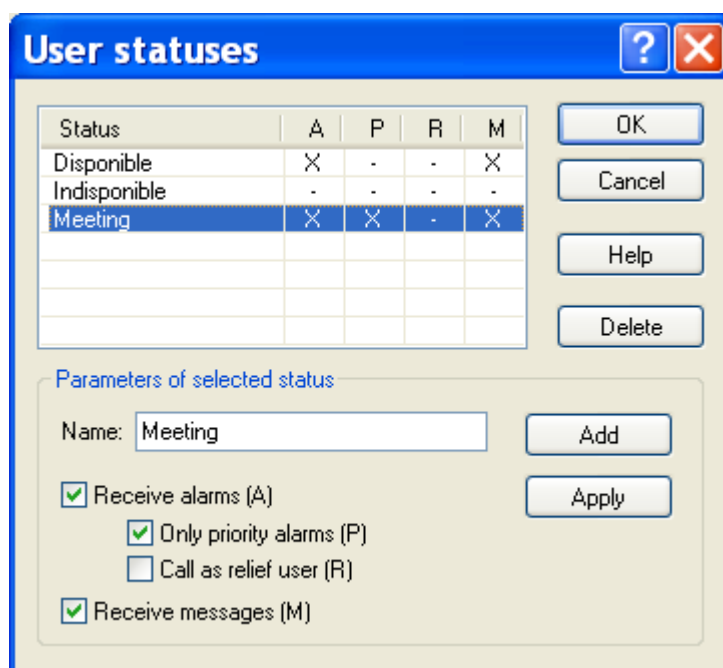 User statuses
Status A P R M
Disponible X - - X
Indisponible - - - -
Meeting X X - X
OK
Cancel
Help
Delete
Parameters of selected status
Name: Meeting
Add
Receive alarms (A)
Apply
Only priority alarms (P)
Call as relief user (R)
Receive messages (M)